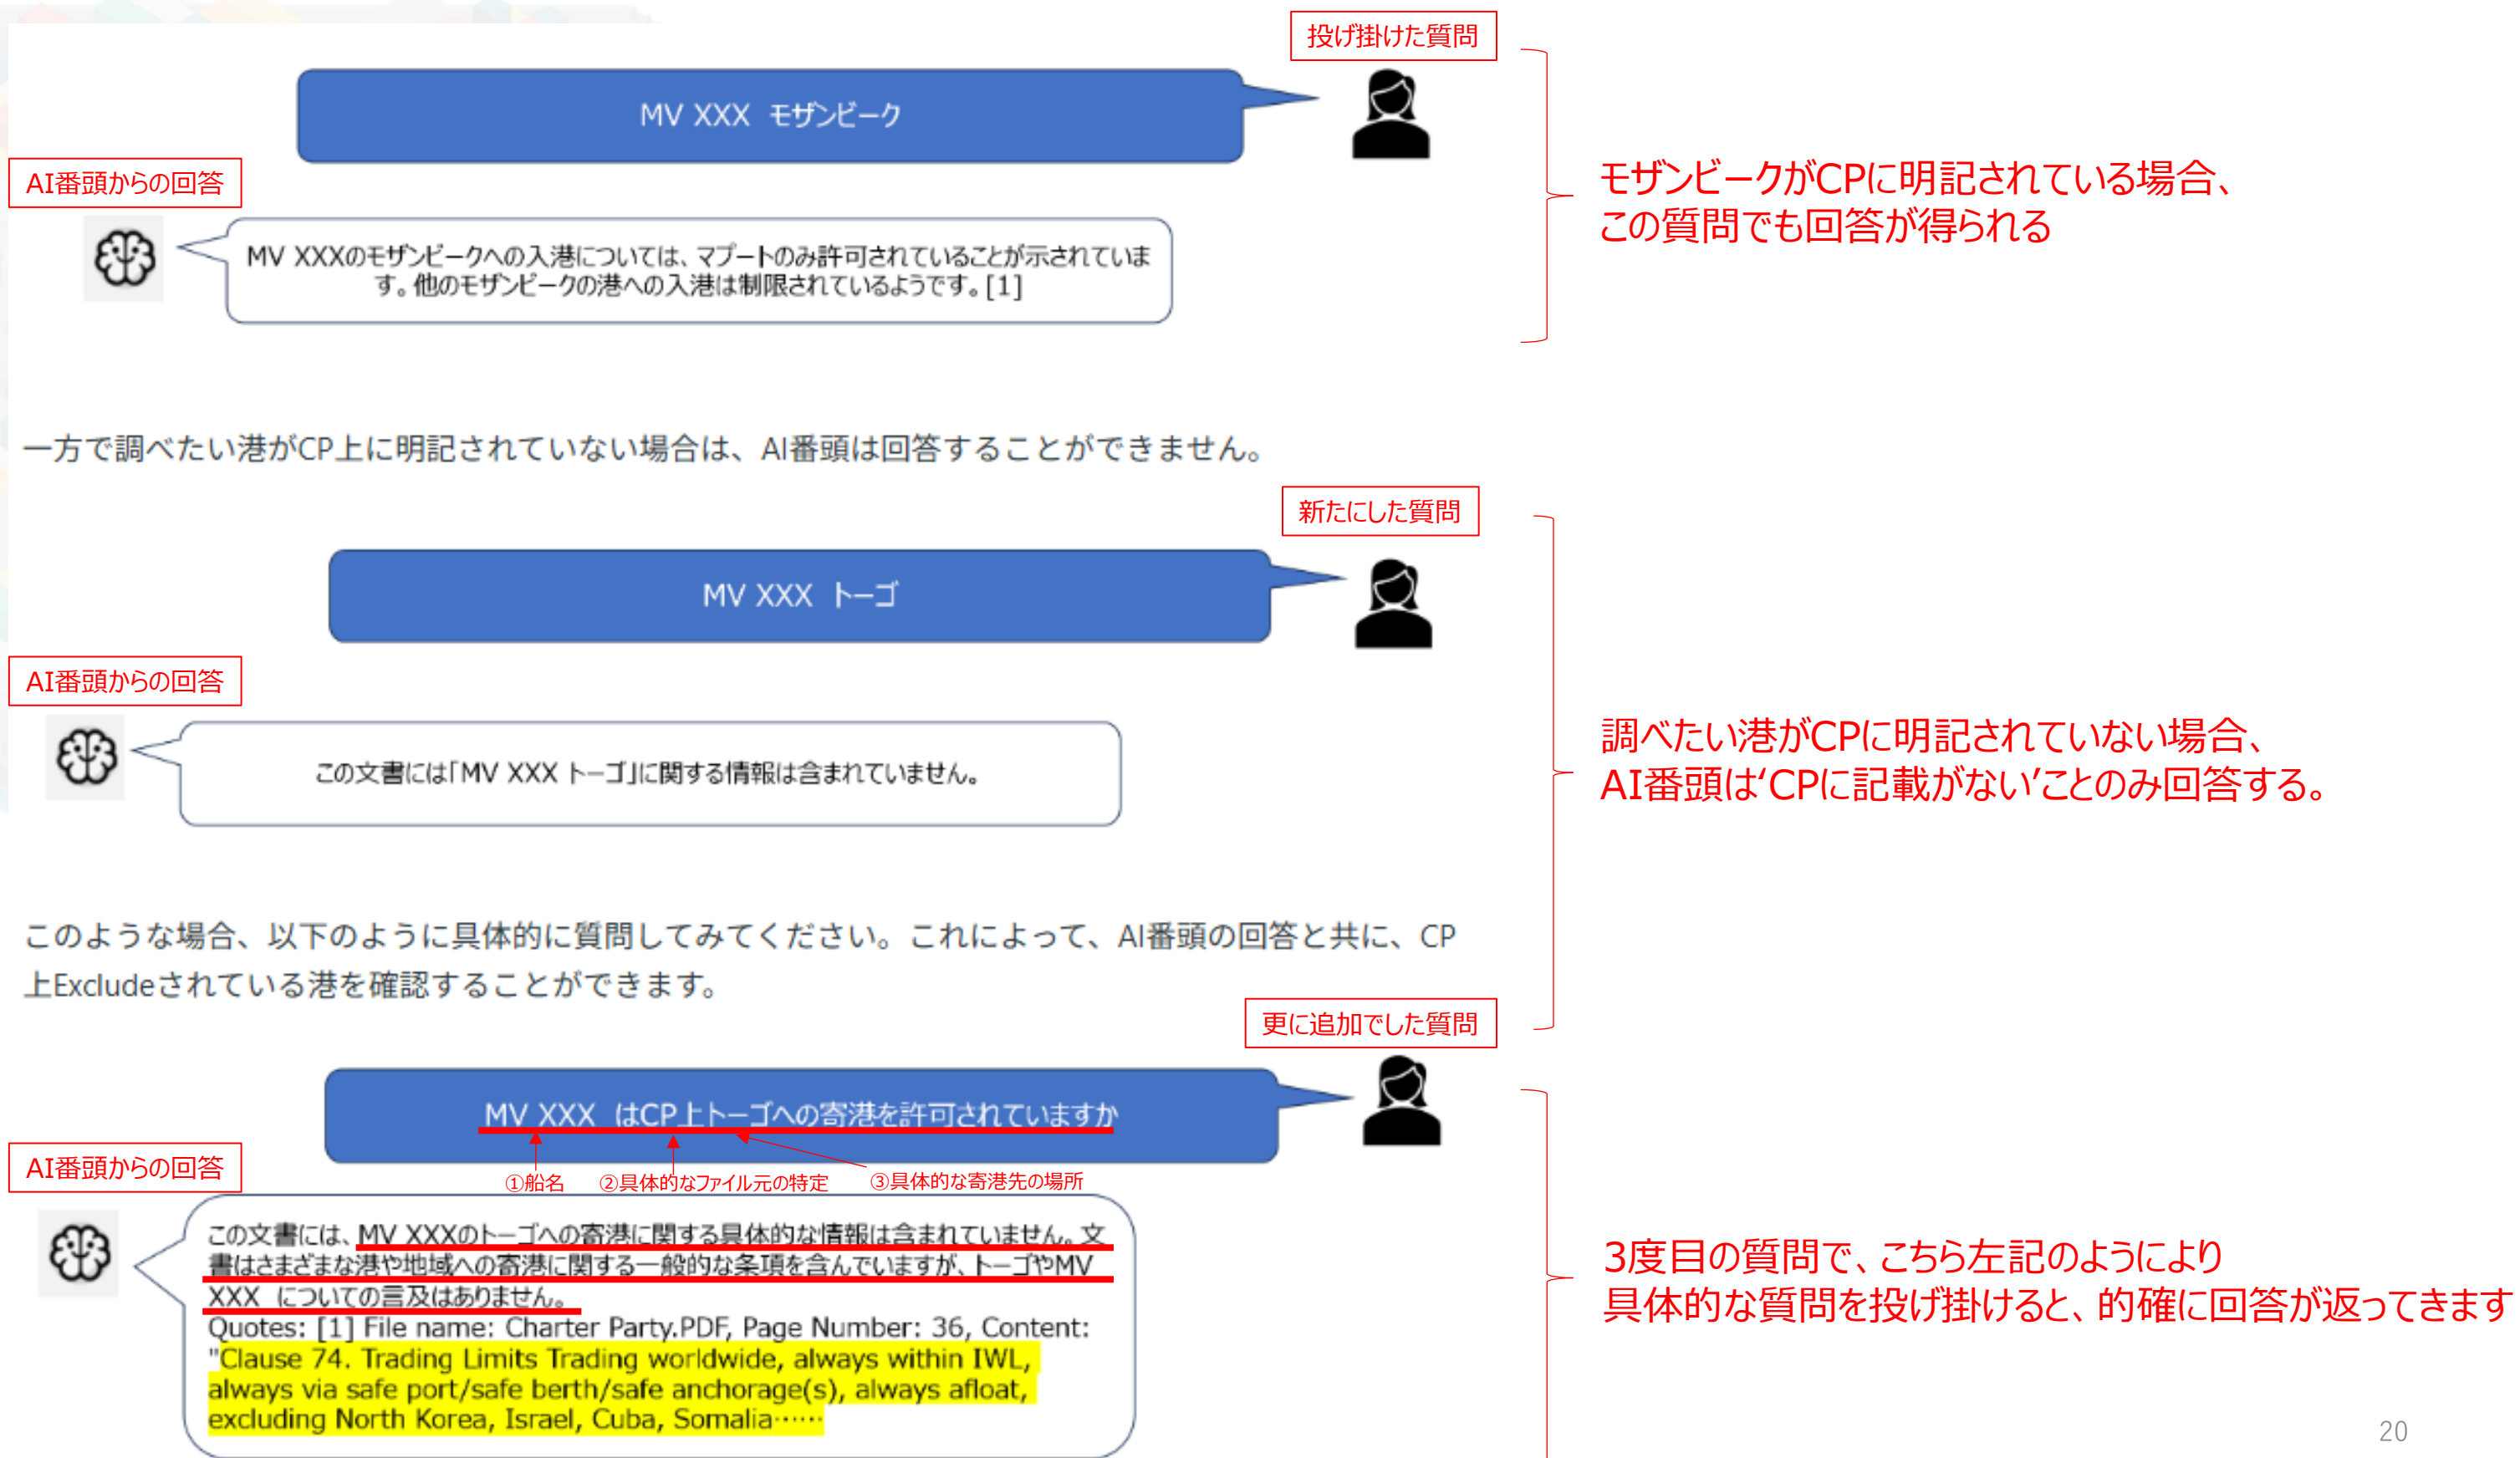 投げ掛けた質問
MV XXX モザンビーク
AI番頭からの回答
MV XXXのモザンビークへの入港については、マプートのみ許可されていることが示されていま
す。他のモザンビークの港への入港は制限されているようです。[1]
モザンビークがCPに明記されている場合、
この質問でも回答が得られる
一方で調べたい港がCP上に明記されていない場合は、AI番頭は回答することができません。
新たにした質問
MV XXX トーゴ
AI番頭からの回答
この文書には「MV XXX トーゴ」に関する情報は含まれていません。
調べたい港がCPに明記されていない場合、
AI番頭は‘CPに記載がない’ことのみ回答する。
このような場合、以下のように具体的に質問してみてください。これによって、AI番頭の回答と共に、CP
上Excludeされている港を確認することができます。
更に追加でした質問
MV XXX はCP上トーゴへの寄港を許可されていますか
①船名 ②具体的なファイル元の特定 ③具体的な寄港先の場所
AI番頭からの回答
この文書には、MV XXXのトーゴへの寄港に関する具体的な情報は含まれていません。文
書はさまざまな港や地域への寄港に関する一般的な条項を含んでいますが、トーゴやMV
XXX についての言及はありません。
Quotes: [1] File name: Charter Party.PDF, Page Number: 36, Content:
"Clause 74. Trading Limits Trading worldwide, always within IWL,
always via safe port/safe berth/safe anchorage(s), always afloat,
excluding North Korea, Israel, Cuba, Somalia……
3度目の質問で、こちら左記のようにより
具体的な質問を投げ掛けると、的確に回答が返ってきます
20